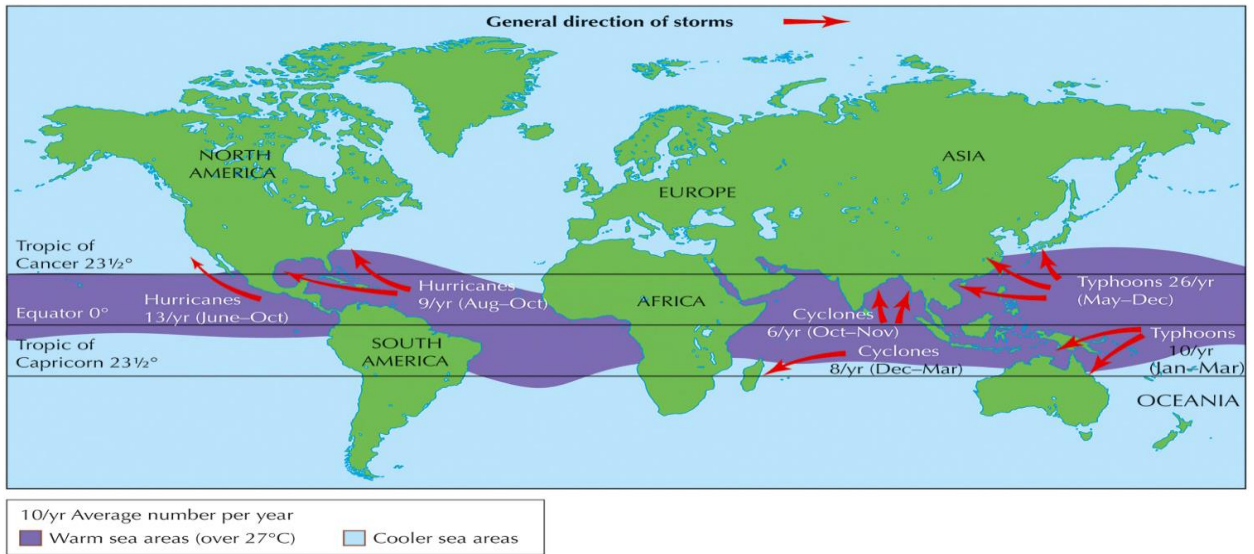 General direction of storms
NORTH
AMERICA
ASIA
EUROPE
Tropic of
Cancer 23½°
Hurricanes
9/yr (Aug–Oct)
Typhoons 26/yr
(May–Dec)
Hurricanes
13/yr (June–Oct)
AFRICA
Equator 0°
Cyclones
6/yr (Oct–Nov)
Typhoons
10/yr
(Jan–Mar)
Tropic of
Capricorn 23½°
SOUTH
AMERICA
Cyclones
8/yr (Dec–Mar)
OCEANIA
10/yr Average number per year
Warm sea areas (over 27°C)
Cooler sea areas